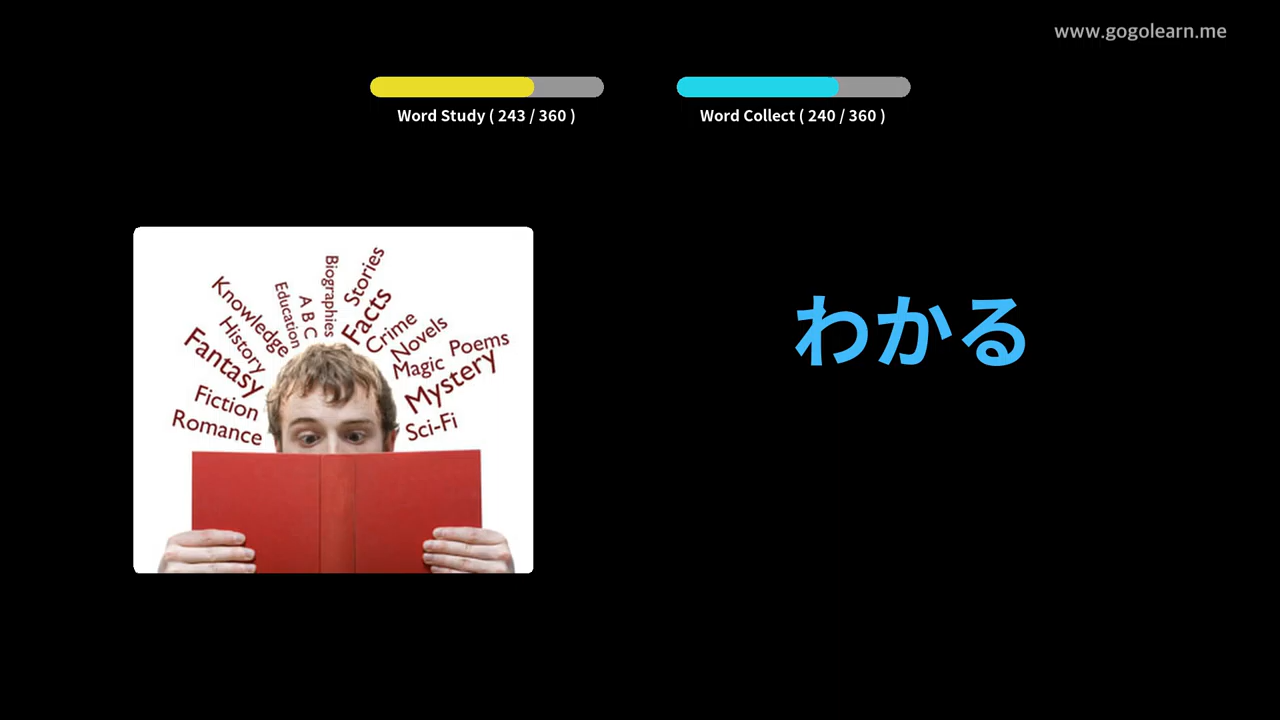 www.gogolearn.me
Word Study ( 243 / 360 )
Word Collect ( 240 / 360 )
Romance
Fiction
Fantasy
History
Knowledge
Education
A B C
Biographies
Stories
Facts
Crime
Novels
Magic
Poems
Mystery
Sci-Fi
わかる